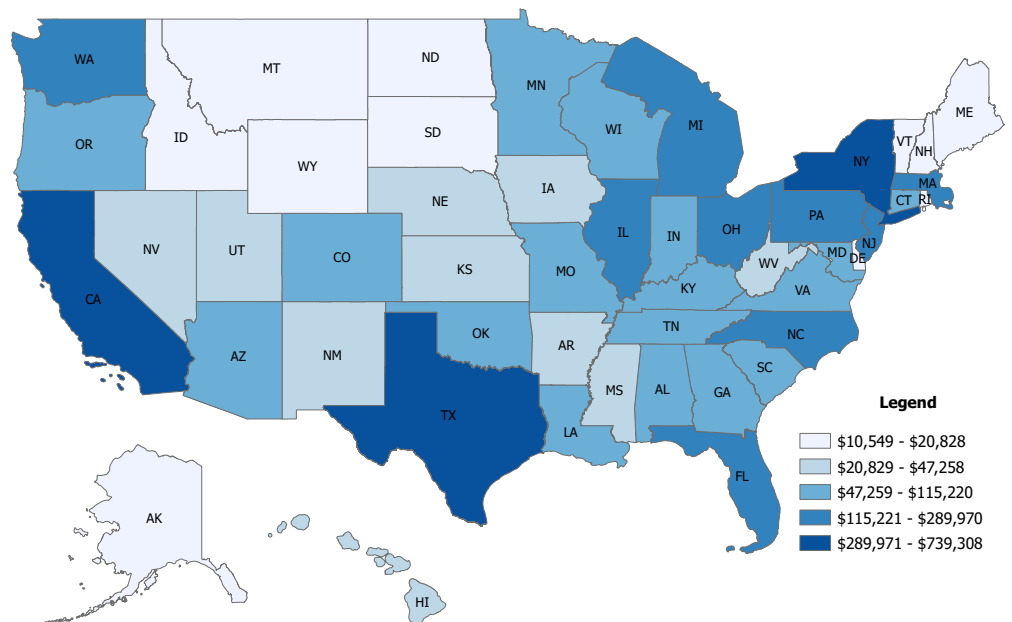 WA
MT
ND
MN
ME
OR
ID
SD
WI
MI
VT
NH
WY
NY
MA
IA
NE
CT
RI
PA
NV
UT
CO
KS
MO
IL
IN
OH
NJ
MD
DE
WV
KY
VA
CA
AZ
NM
OK
AR
TN
NC
SC
MS
AL
GA
TX
LA
FL
AK
HI
Legend
$10,549 - $20,828
$20,829 - $47,258
$47,259 - $115,220
$115,221 - $289,970
$289,971 - $739,308